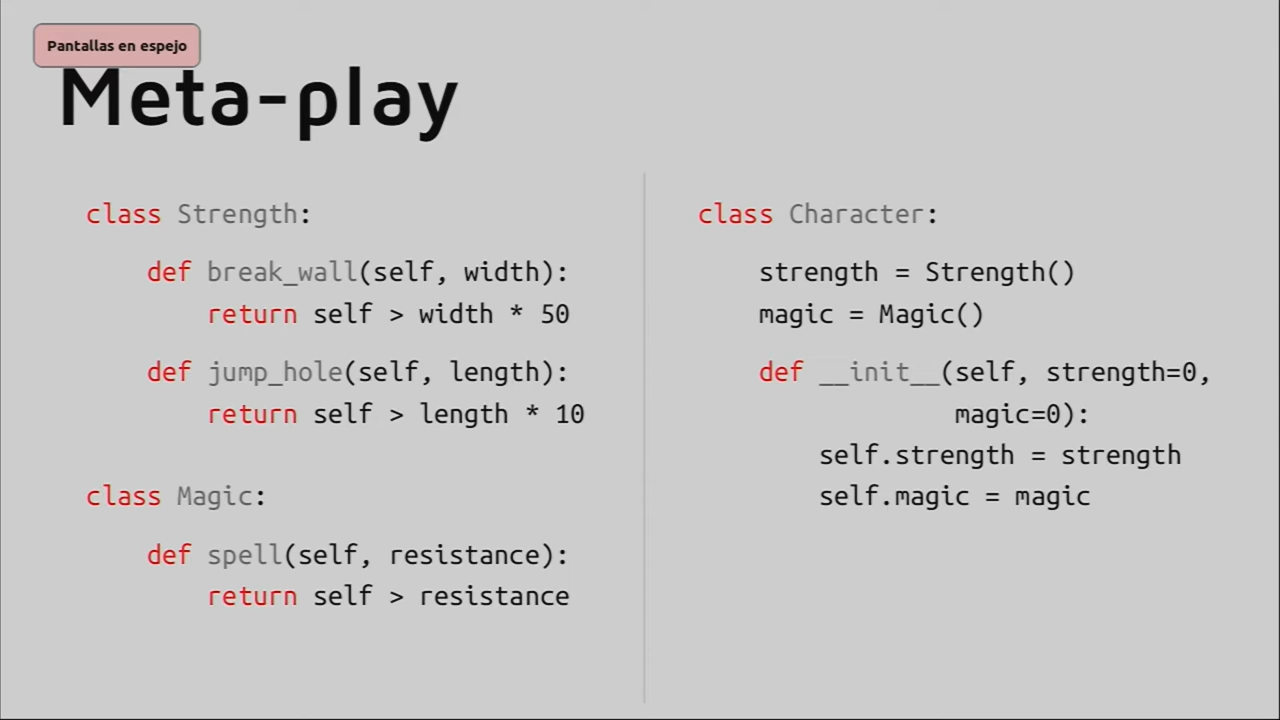 Pantallas en espejo
Meta-play
class Strength:
def break_wall(self, width):
return self > width * 50
def jump_hole(self, length):
return self > length * 10
class Magic:
def spell(self, resistance):
return self > resistance
class Character:
strength = Strength()
magic = Magic()
def __init__(self, strength=0,
magic=0):
self.strength = strength
self.magic = magic